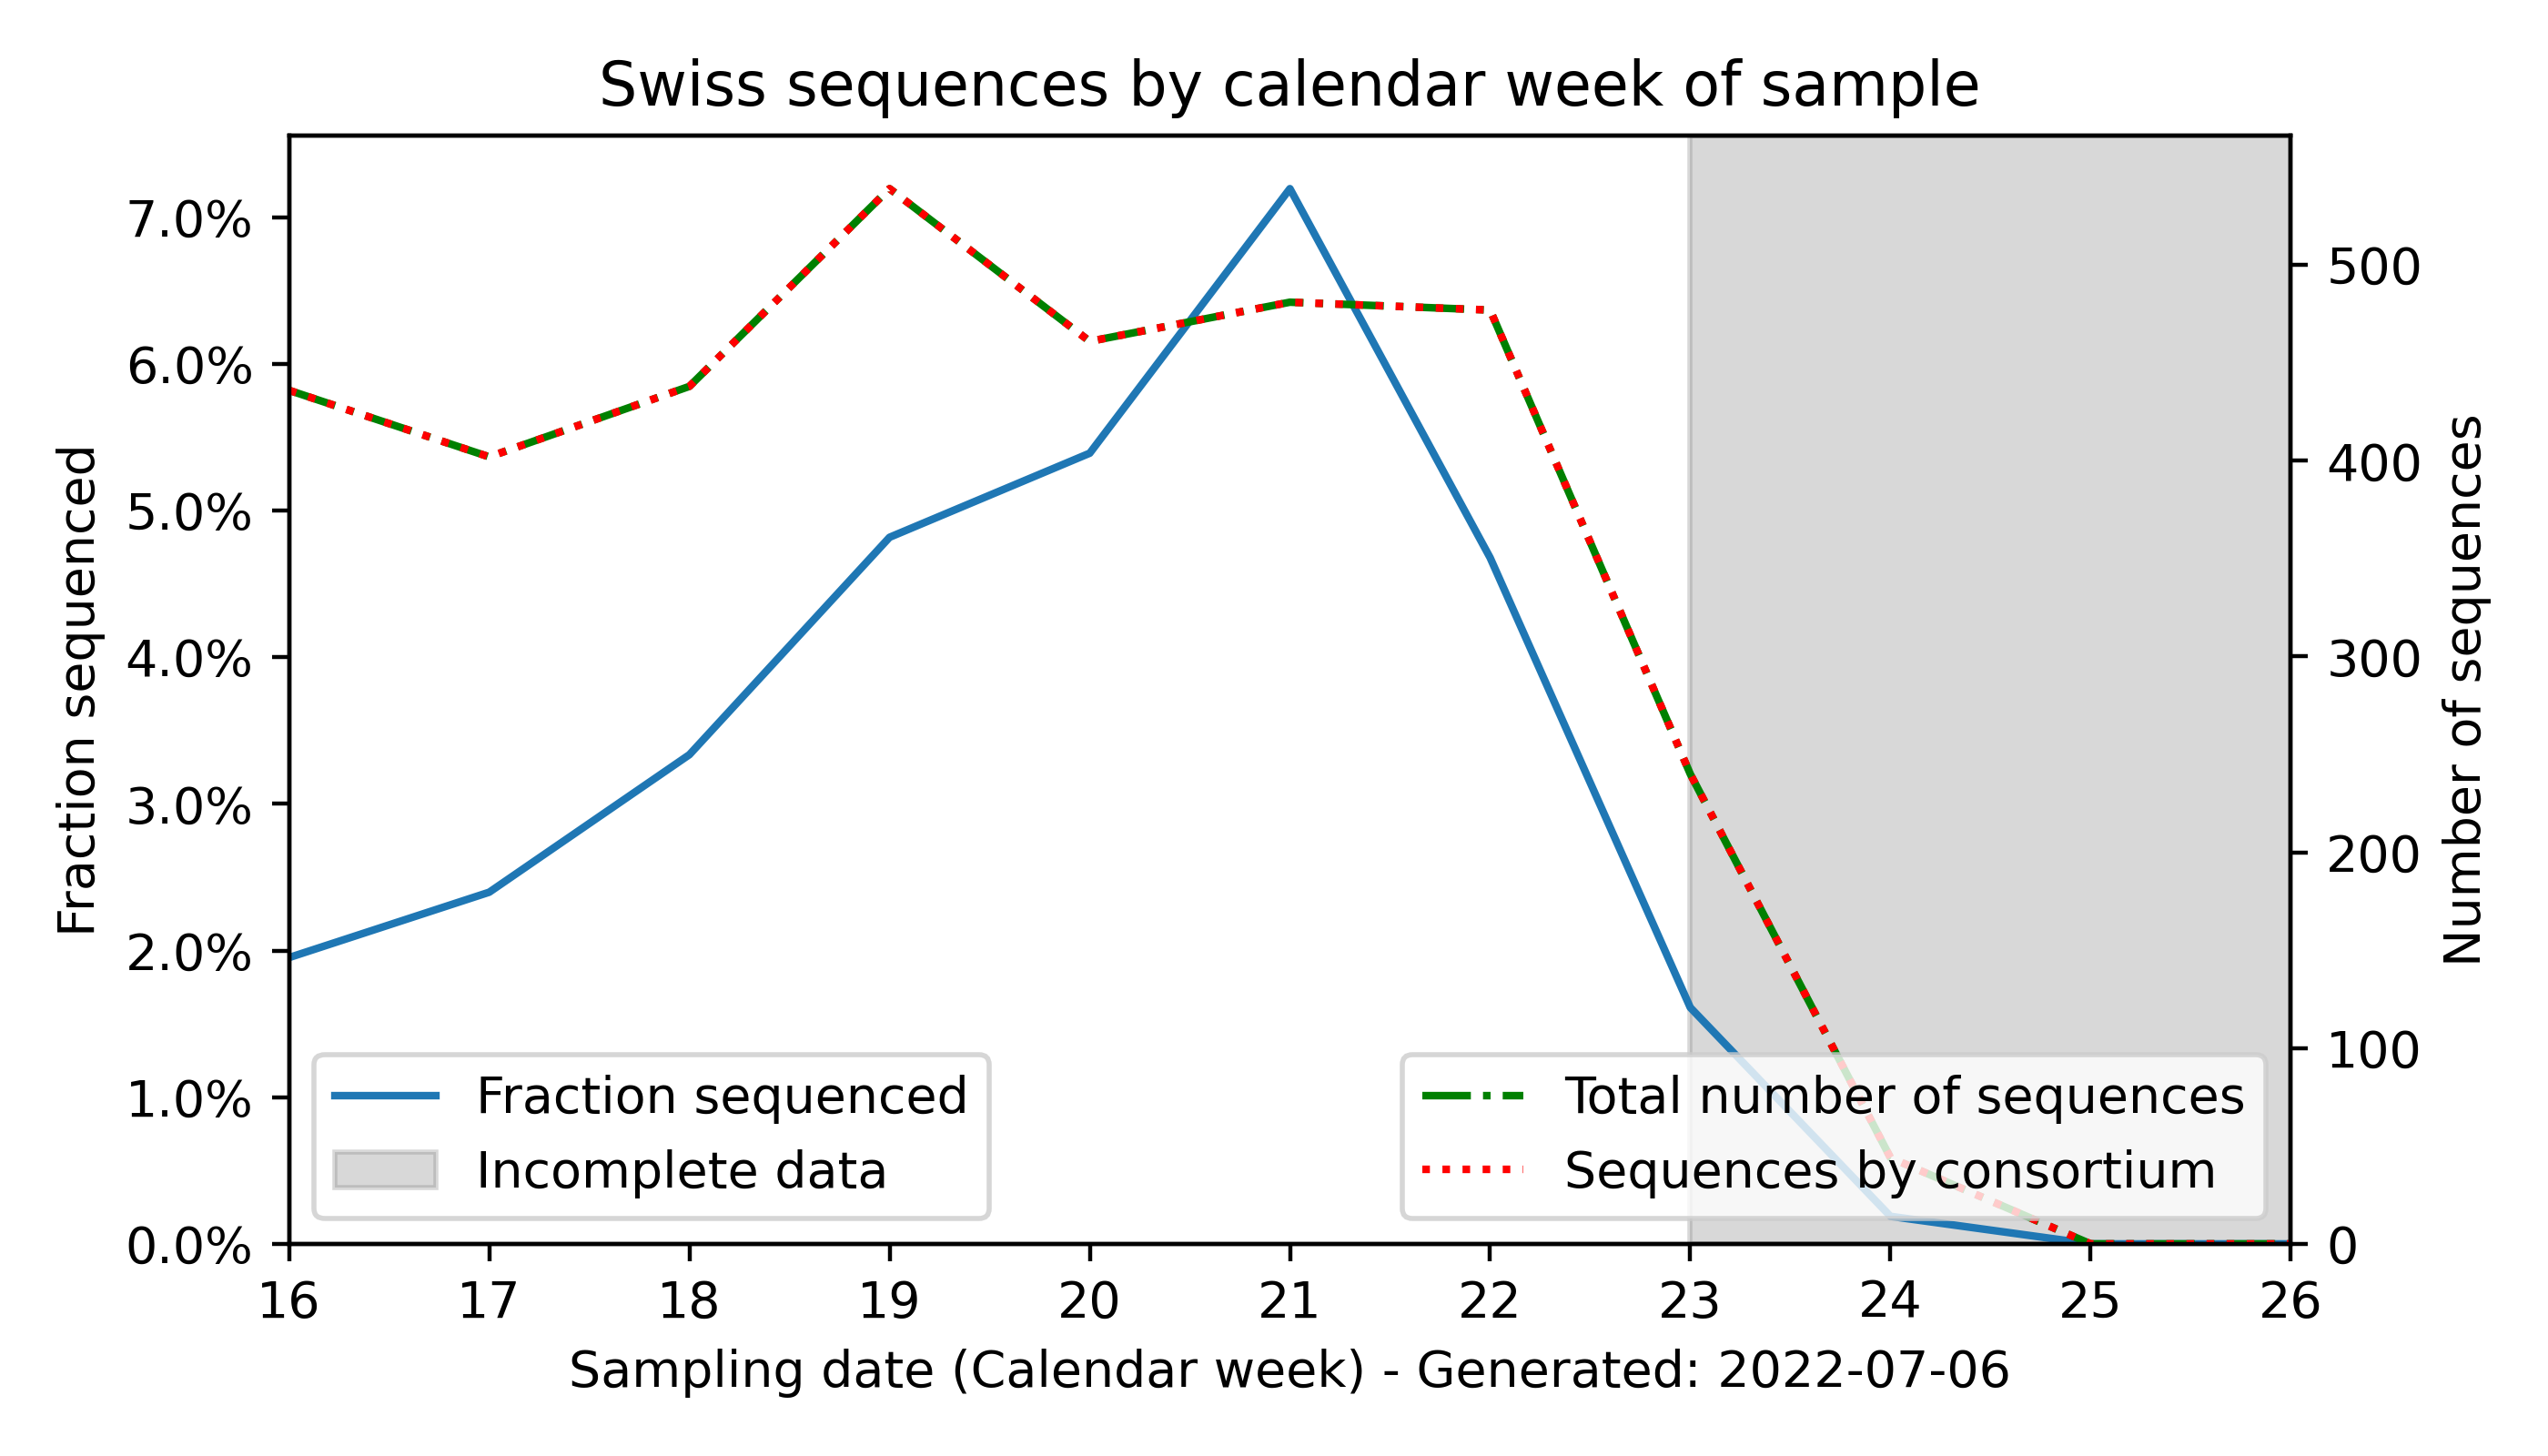 Swiss sequences by calendar week of sample
Fraction sequenced
7.0%
6.0%
5.0%
4.0%
3.0%
2.0%
1.0%
0.0%
Fraction sequenced
Incomplete data
Total number of sequences
Sequences by consortium
500
400
300
200
100
0
Number of sequences
16 17 18 19 20 21 22 23 24 25 26
Sampling date (Calendar week) - Generated: 2022-07-06